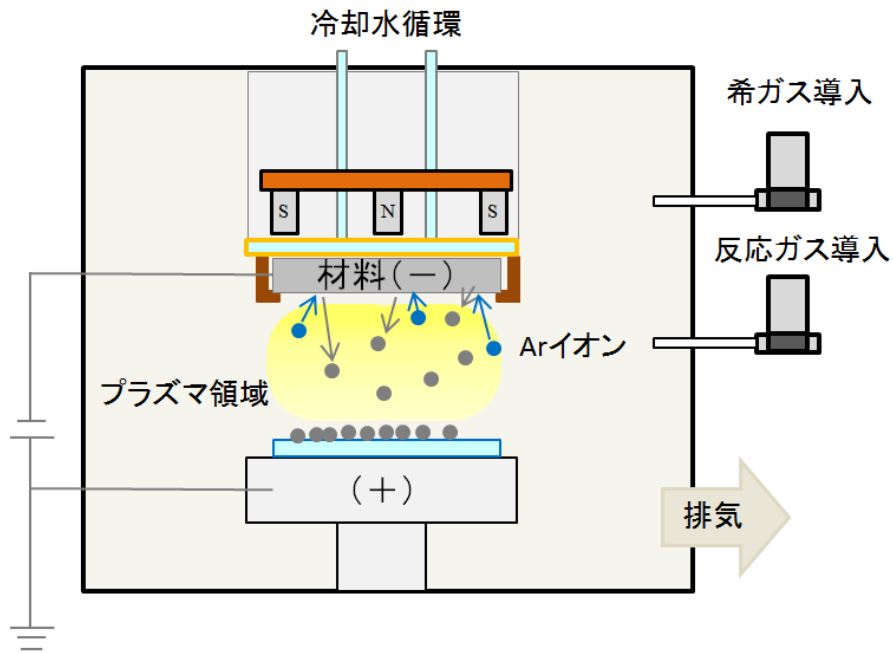 冷却水循環
希ガス導入
S N S
反応ガス導入
材料(－)
Arイオン
プラズマ領域
(＋)
排気